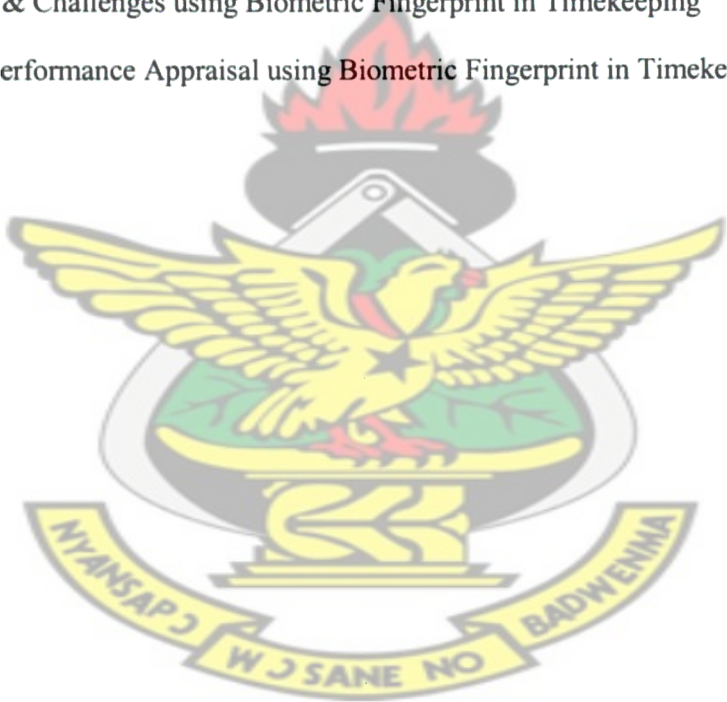 & Challenges using Biometric Fingerprint in Timekeeping
erformance Appraisal using Biometric Fingerprint in Timeke
NYANSAPƆ
WƆSANE NO
BADWENMA